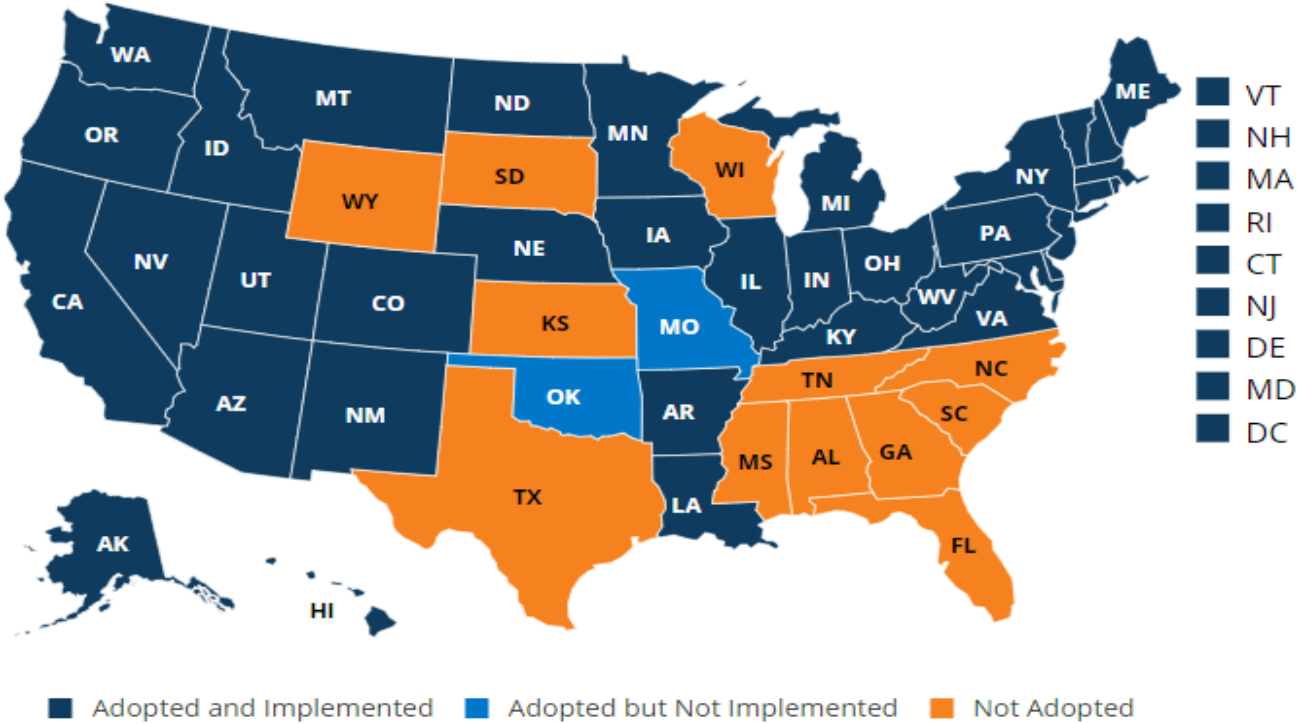 WA
MT
ND
MN
ME
VT
OR
ID
NH
SD
WI
NY
MA
WY
MI
RI
NE
IA
PA
CT
NV
UT
IL
IN
OH
WV
NJ
CA
CO
KS
MO
KY
VA
DE
AZ
NM
OK
AR
TN
NC
MD
SC
DC
MS
AL
GA
TX
LA
AK
FL
HI
Adopted and Implemented Adopted but Not Implemented Not Adopted